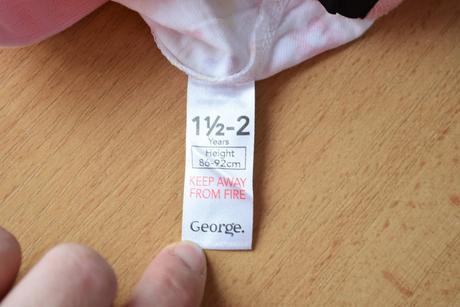 1½-2
Years
Height
86-92cm
KEEP AWAY
FROM FIRE
George.